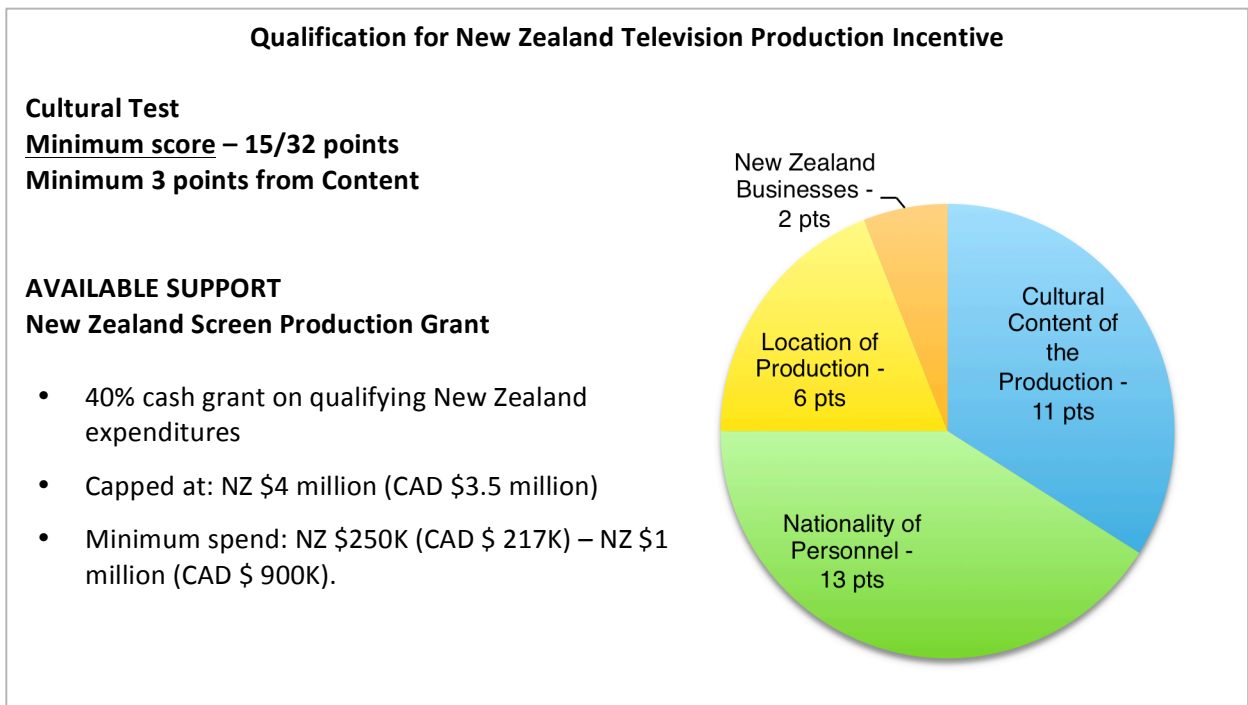 Qualification for New Zealand Television Production Incentive
Cultural Test
Minimum score – 15/32 points
Minimum 3 points from Content
AVAILABLE SUPPORT
New Zealand Screen Production Grant
• 40% cash grant on qualifying New Zealand
expenditures
• Capped at: NZ $4 million (CAD $3.5 million)
• Minimum spend: NZ $250K (CAD $ 217K) – NZ $1
million (CAD $ 900K).
New Zealand
Businesses -
2 pts
Cultural
Content of
the
Production -
11 pts
Location of
Production -
6 pts
Nationality of
Personnel -
13 pts